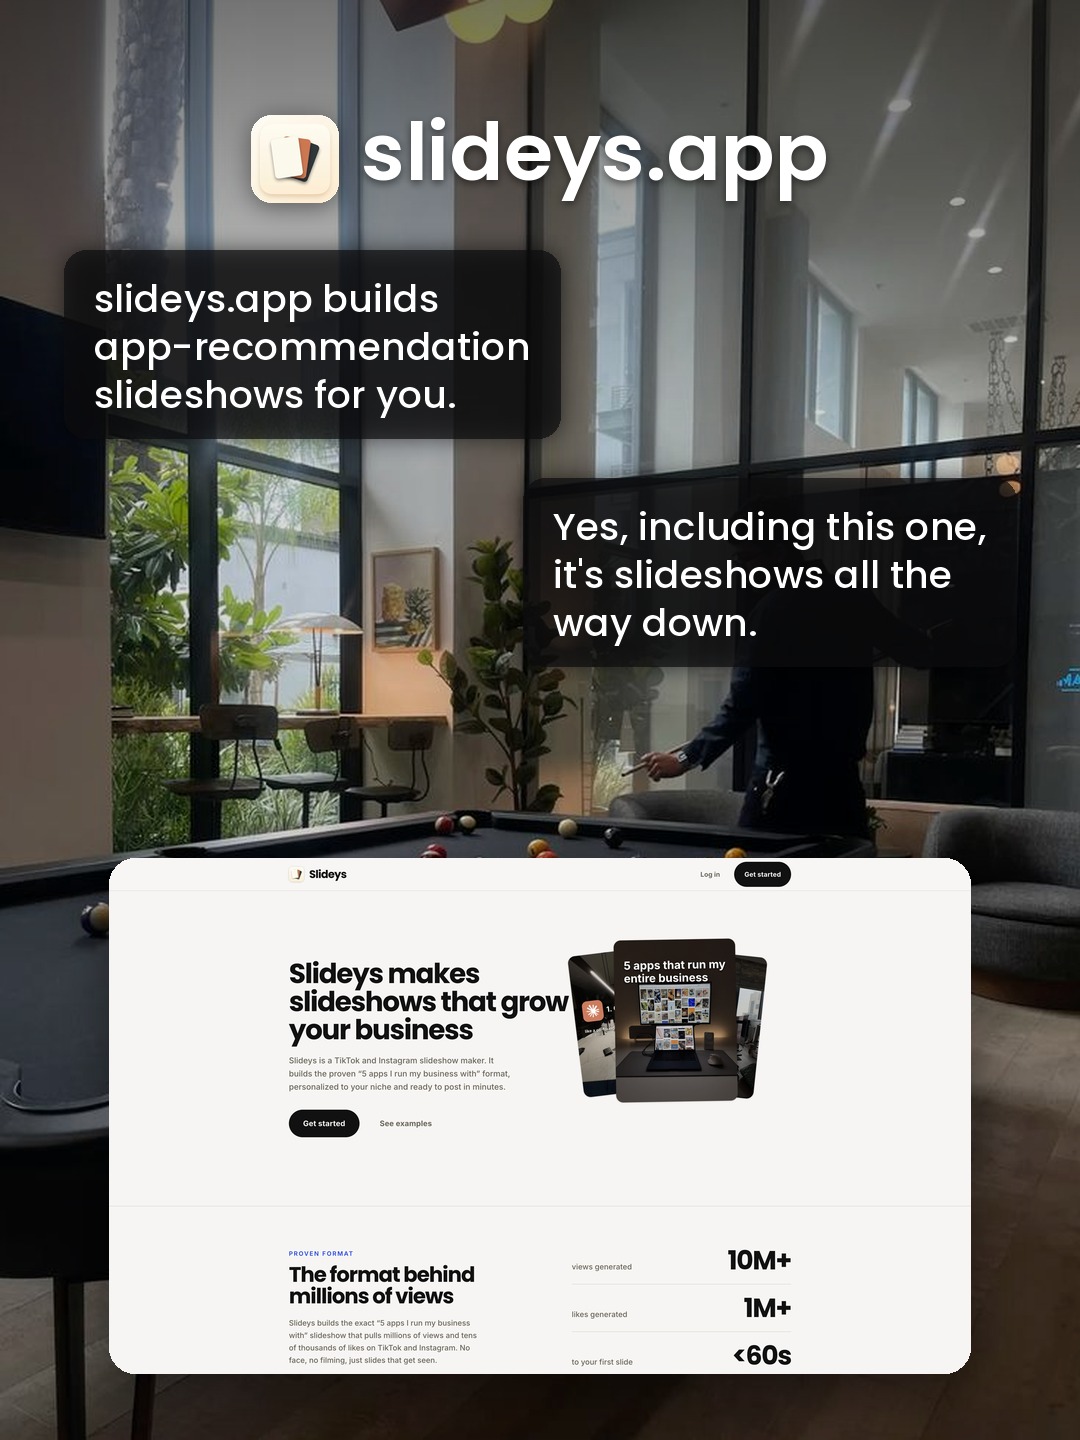 slideys.app
slideys.app builds
app-recommendation
slideshows for you.
Yes, including this one,
it's slideshows all the
way down.
Slideys
Log in
Get started
Slideys makes
slideshows that grow
your business
Slideys is a TikTok and Instagram slideshow maker. It
builds the proven “5 apps I run my business with” format,
personalized to your niche and ready to post in minutes.
Get started
See examples
5 apps that run my
entire business
1.
PROVEN FORMAT
The format behind
millions of views
Slideys builds the exact “5 apps I run my business
with” slideshow that pulls millions of views and tens
of thousands of likes on TikTok and Instagram. No
face, no filming, just slides that get seen.
views generated
10M+
likes generated
1M+
to your first slide
<60s